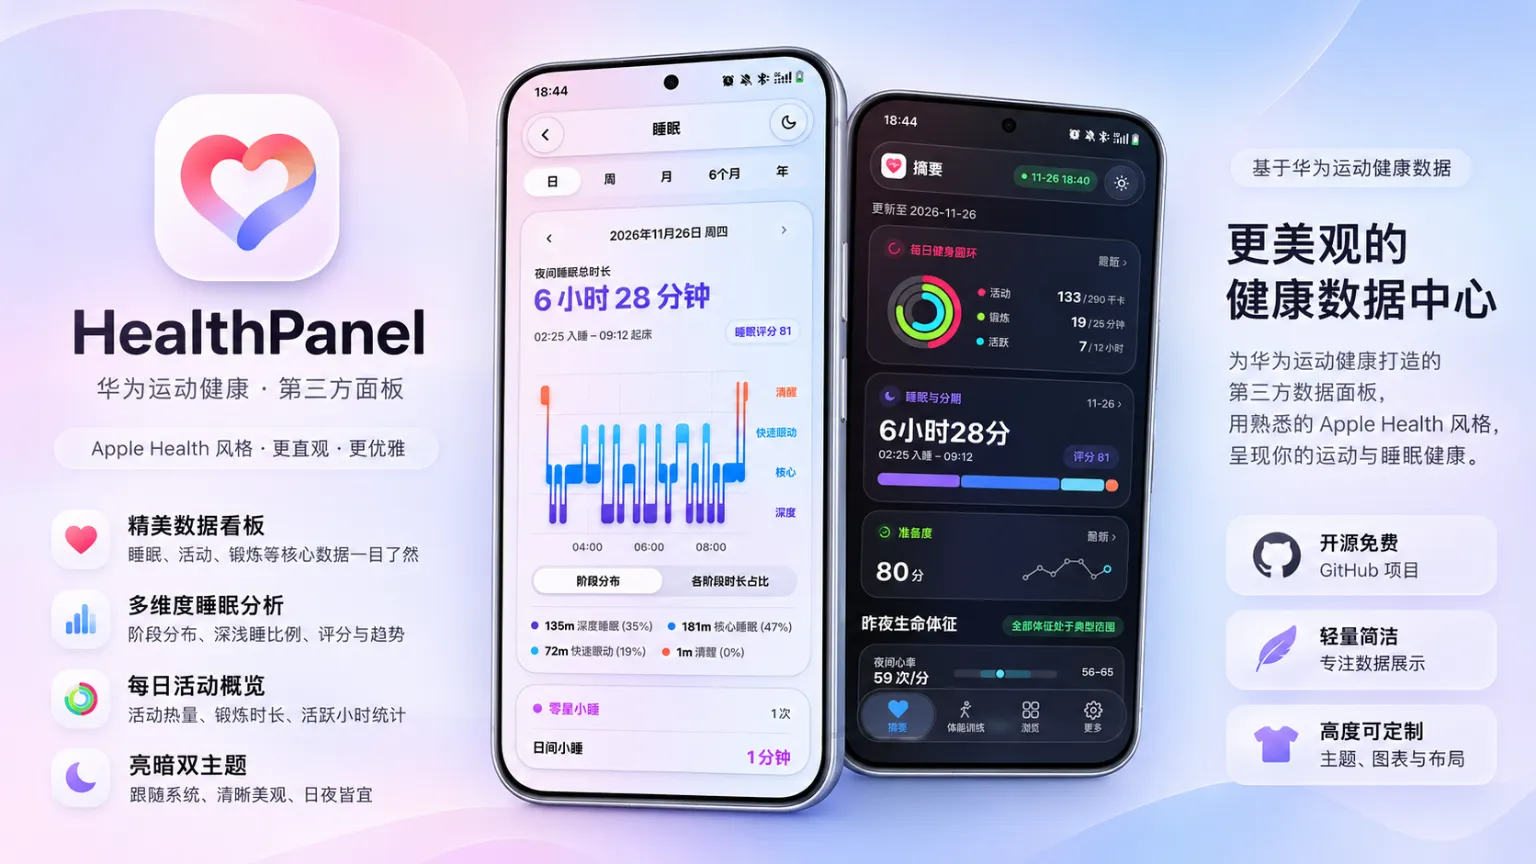 HealthPanel
华为运动健康 · 第三方面板
Apple Health 风格 · 更直观 · 更优雅
精美数据看板
睡眠、活动、锻炼等核心数据一目了然
多维度睡眠分析
阶段分布、深浅睡比例、评分与趋势
每日活动概览
活动热量、锻炼时长、活跃小时统计
亮暗双主题
跟随系统、清晰美观、日夜皆宜
18:44
睡眠
日 周 月 6个月 年
2026年11月26日 周四
夜间睡眠总时长
6 小时 28 分钟
02:25 入睡 – 09:12 起床
睡眠评分 81
清醒
快速眼动
核心
深度
04:00 06:00 08:00
阶段分布 各阶段时长占比
135m 深度睡眠 (35%) 181m 核心睡眠 (47%)
72m 快速眼动 (19%) 1m 清醒 (0%)
零星小睡 1 次
日间小睡 1 分钟
18:44
摘要 11-26 18:40
更新至 2026-11-26
每日健身圆环
活动 133/290 千卡
锻炼 19/25 分钟
活跃 7/12 小时
睡眠与分期 11-26
6小时28分
02:25 入睡 – 09:12
评分 81
准备度
80 分
昨夜生命体征 全部体征处于典型范围
夜间心率
59 次/分 56–65
摘要 体能训练 浏览 更多
基于华为运动健康数据
更美观的
健康数据中心
为华为运动健康打造的
第三方数据面板，
用熟悉的 Apple Health 风格，
呈现你的运动与睡眠健康。
开源免费
GitHub 项目
轻量简洁
专注数据展示
高度可定制
主题、图表与布局